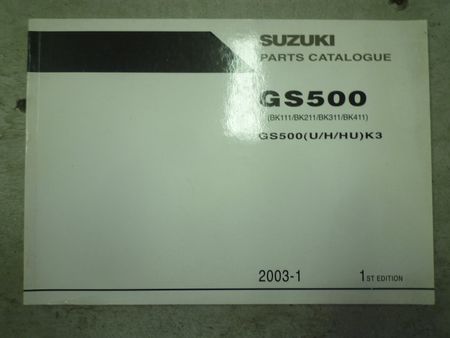 SUZUKI
PARTS CATALOGUE
GS500
(BK111/BK211/BK311/BK411)
GS500(U/H/HU)K3
2003-1 1ST EDITION